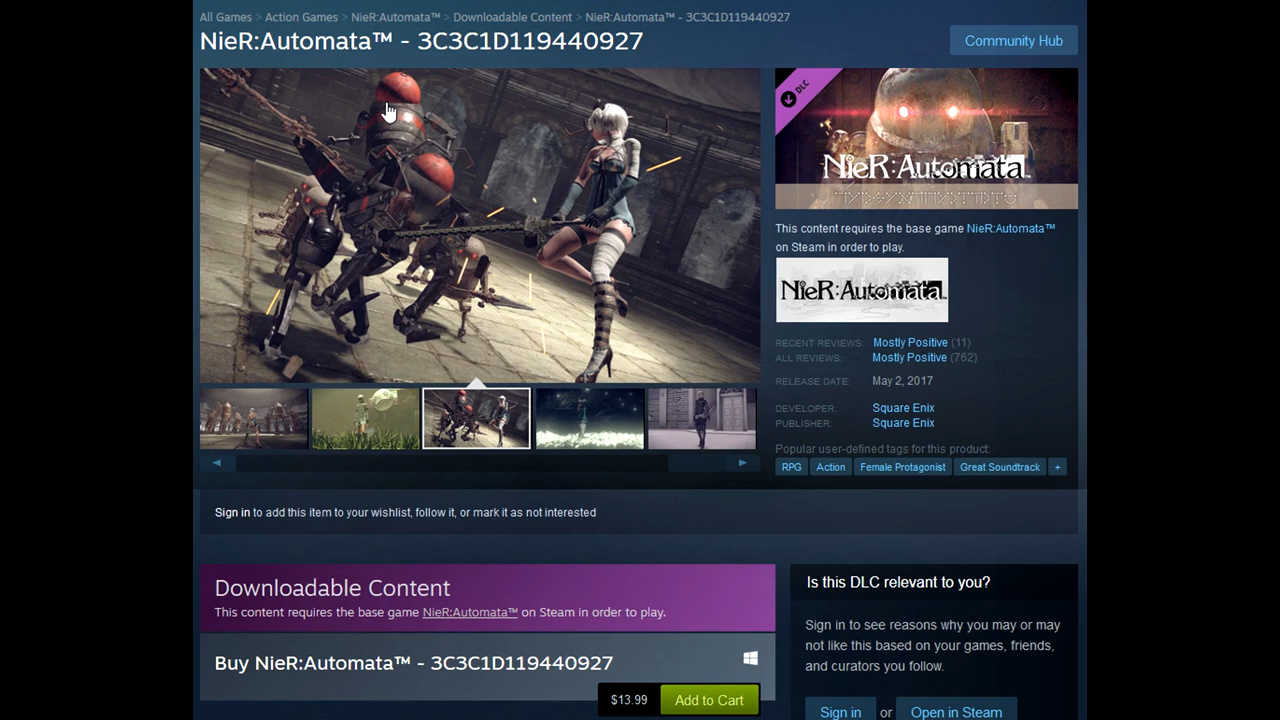 All Games > Action Games > NieR:Automata™ > Downloadable Content > NieR:Automata™ - 3C3C1D119440927
NieR:Automata™ - 3C3C1D119440927
Community Hub
DLC
NieR:Automata™
This content requires the base game NieR:Automata™
on Steam in order to play.
NieR:Automata™
RECENT REVIEWS: Mostly Positive (11)
ALL REVIEWS: Mostly Positive (762)
RELEASE DATE: May 2, 2017
DEVELOPER: Square Enix
PUBLISHER: Square Enix
Popular user-defined tags for this product:
RPG Action Female Protagonist Great Soundtrack +
Sign in to add this item to your wishlist, follow it, or mark it as not interested
Downloadable Content
This content requires the base game NieR:Automata™ on Steam in order to play.
Buy NieR:Automata™ - 3C3C1D119440927
$13.99 Add to Cart
Is this DLC relevant to you?
Sign in to see reasons why you may or may
not like this based on your games, friends,
and curators you follow.
Sign in or Open in Steam